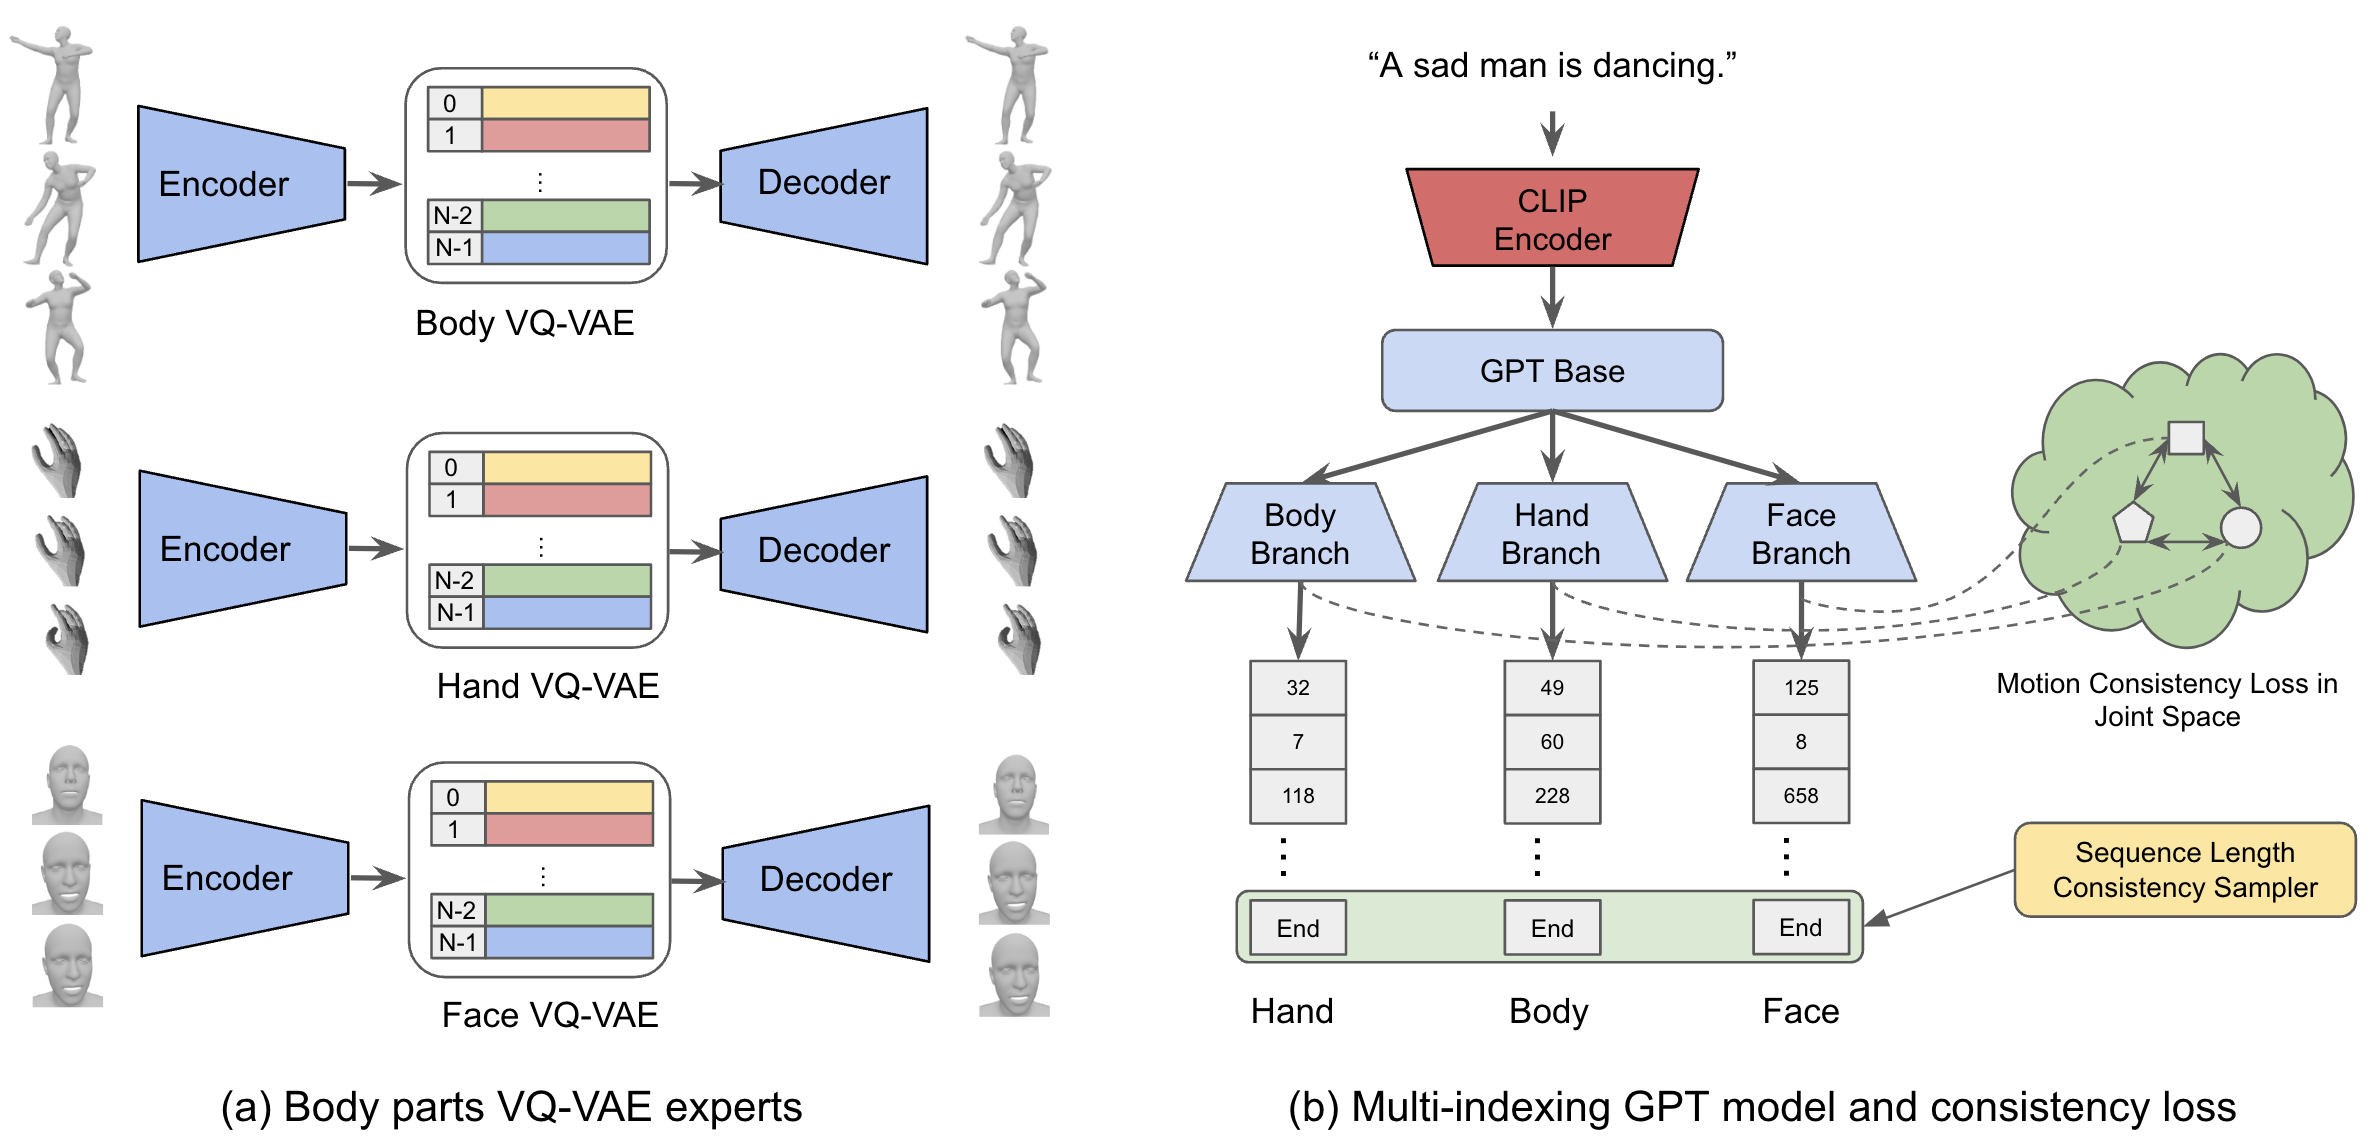 Encoder
0
1
⋮
N-2
N-1
Decoder
Body VQ-VAE
Encoder
0
1
⋮
N-2
N-1
Decoder
Hand VQ-VAE
Encoder
0
1
⋮
N-2
N-1
Decoder
Face VQ-VAE
(a) Body parts VQ-VAE experts
“A sad man is dancing.”
CLIP
Encoder
GPT Base
Body
Branch
Hand
Branch
Face
Branch
32
49
125
7
60
8
118
228
658
⋮
⋮
⋮
End
End
End
Hand
Body
Face
Motion Consistency Loss in
Joint Space
Sequence Length
Consistency Sampler
(b) Multi-indexing GPT model and consistency loss